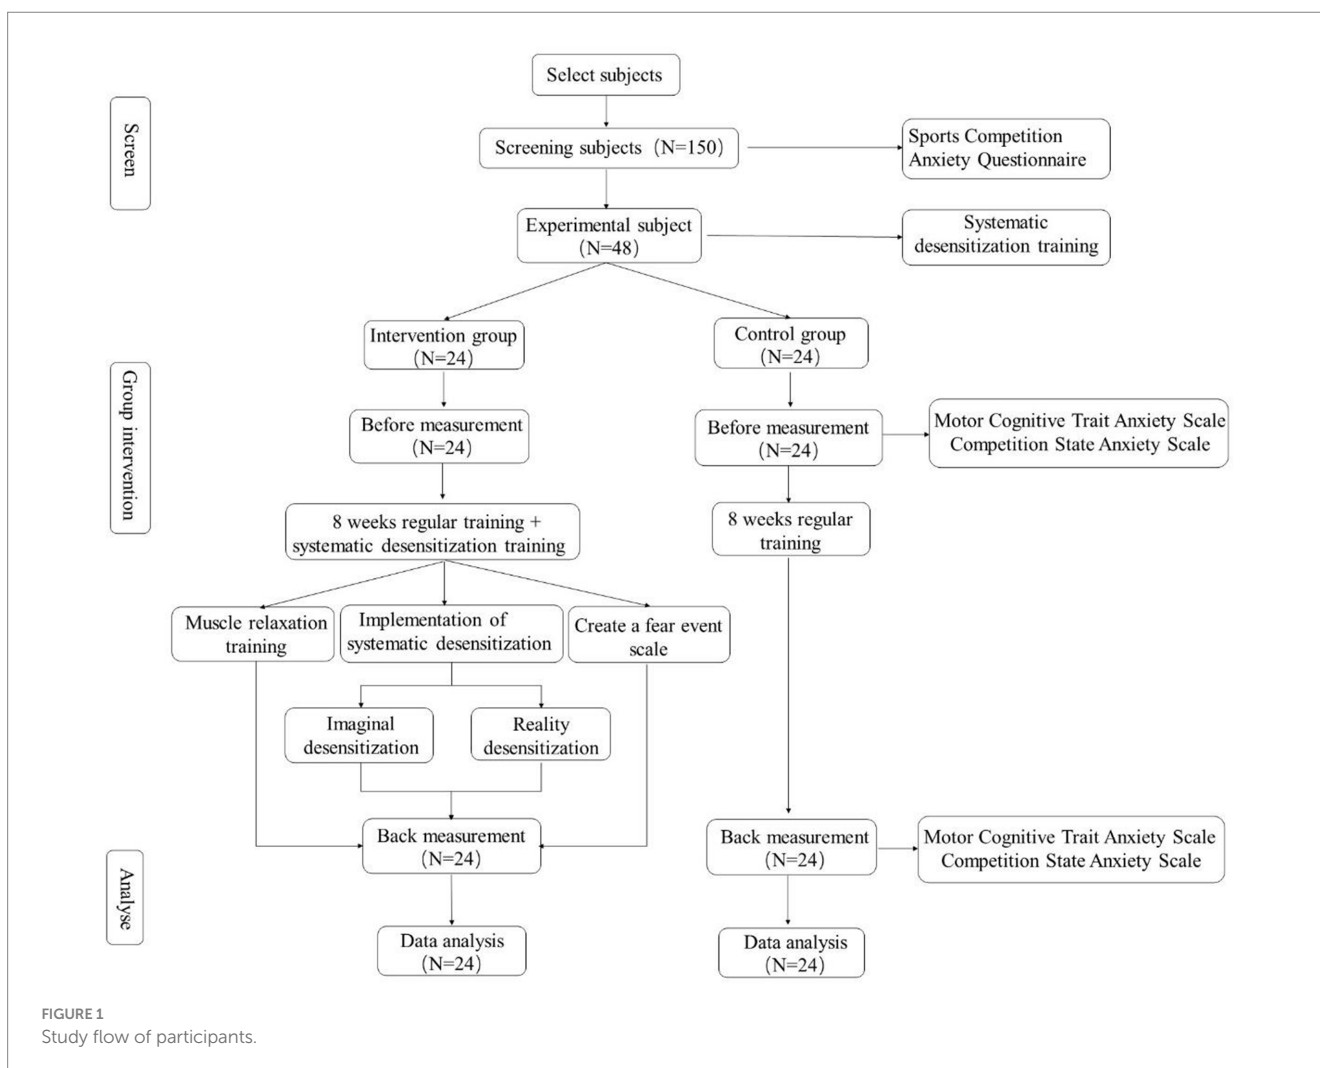 Select subjects
Screen
Screening subjects (N=150)
Sports Competition
Anxiety Questionnaire
Experimental subject
(N=48)
Systematic
desensitization training
Group intervention
Intervention group
(N=24)
Control group
(N=24)
Before measurement
(N=24)
Before measurement
(N=24)
Motor Cognitive Trait Anxiety Scale
Competition State Anxiety Scale
8 weeks regular training +
systematic desensitization training
8 weeks regular
training
Muscle relaxation
training
Implementation of
systematic desensitization
Create a fear event
scale
Imaginal
desensitization
Reality
desensitization
Back measurement
(N=24)
Back measurement
(N=24)
Motor Cognitive Trait Anxiety Scale
Competition State Anxiety Scale
Analyse
Data analysis
(N=24)
Data analysis
(N=24)
FIGURE 1
Study flow of participants.